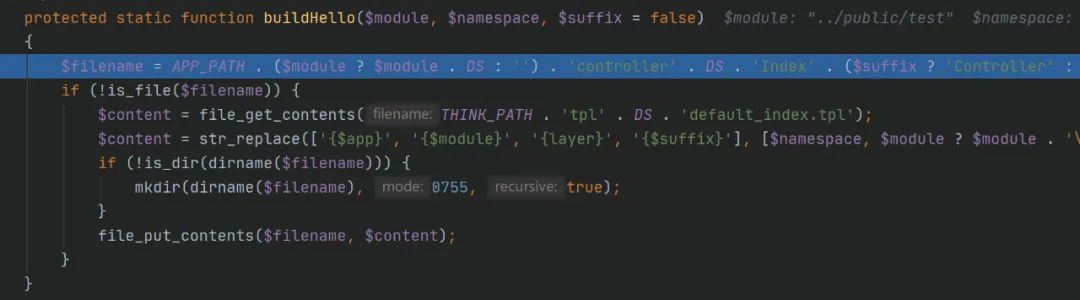 protected static function buildHello($module, $namespace, $suffix = false) $module: "../public/test" $namespace:
{
$filename = APP_PATH . ($module ? $module . DS : '') . 'controller' . DS . 'Index' . ($suffix ? 'Controller' :
if (!is_file($filename)) {
$content = file_get_contents( filename: THINK_PATH . 'tpl' . DS . 'default_index.tpl');
$content = str_replace(['{$app}', '{$module}', '{layer}', '{$suffix}'], [$namespace, $module ? $module . '\
if (!is_dir(dirname($filename))) {
mkdir(dirname($filename), mode: 0755, recursive: true);
}
file_put_contents($filename, $content);
}
}